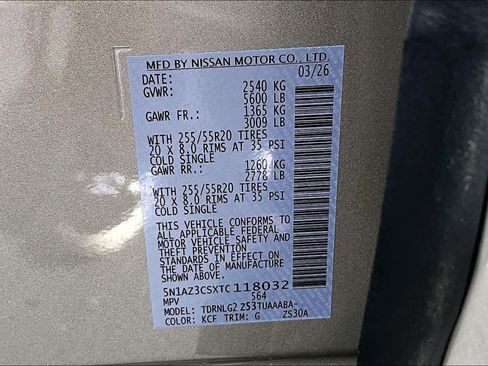 MFD BY NISSAN MOTOR CO., LTD.
DATE: 03/26
GVWR: 2540 KG
5600 LB
GAWR FR.: 1365 KG
3009 LB
WITH 255/55R20 TIRES
20 X 8.0 RIMS AT 35 PSI
COLD SINGLE
GAWR RR.: 1260 KG
2778 LB
WITH 255/55R20 TIRES
20 X 8.0 RIMS AT 35 PSI
COLD SINGLE
THIS VEHICLE CONFORMS TO
ALL APPLICABLE FEDERAL
MOTOR VEHICLE SAFETY AND
THEFT PREVENTION
STANDARDS IN EFFECT ON
THE DATE OF MANUFACTURE
SHOWN ABOVE.
5N1AZ3CSXTC118032
MPV 564
MODEL: TDRNLG2 Z53TUAAABA-
COLOR: KCF TRIM: G ZS30A